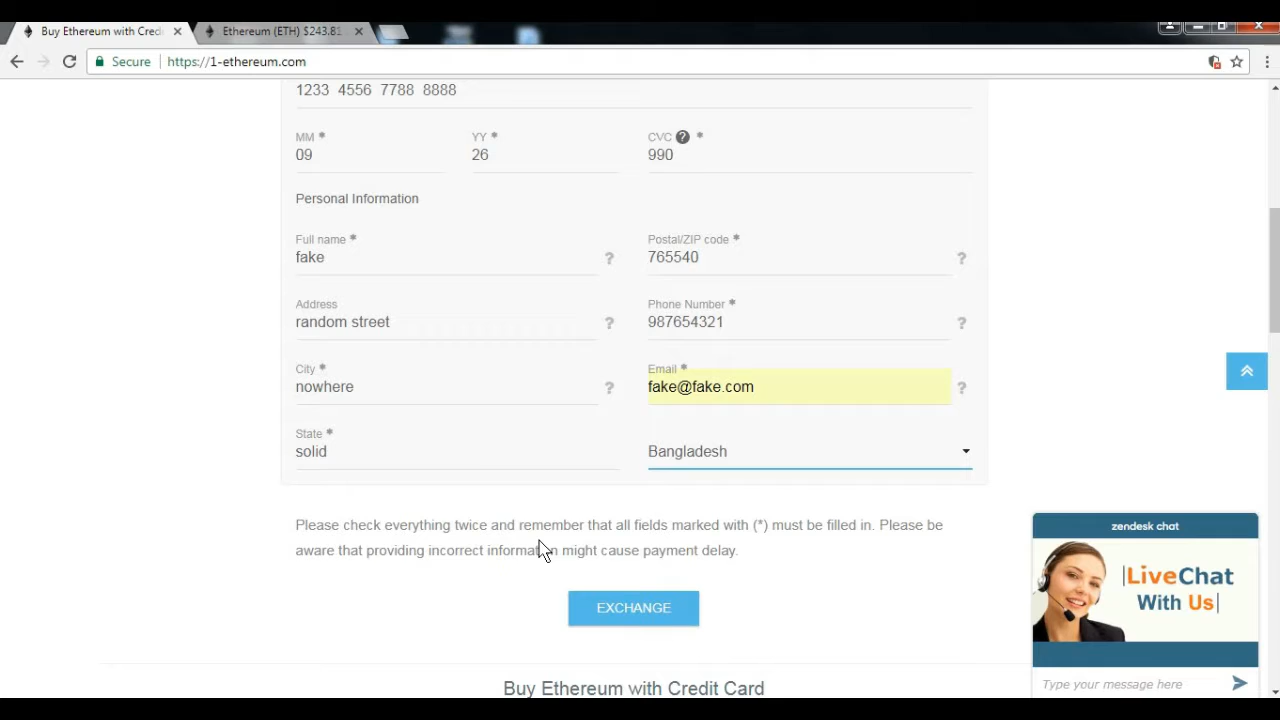 Buy Ethereum with Credi
Ethereum (ETH) $243.81
Secure
https://1-ethereum.com
1233 4556 7788 8888
MM * YY * CVC ? *
09 26 990
Personal Information
Full name * Postal/ZIP code *
fake ? 765540 ?
Address Phone Number *
random street ? 987654321 ?
City * Email *
nowhere ? fake@fake.com ?
State *
solid Bangladesh
Please check everything twice and remember that all fields marked with (*) must be filled in. Please be
aware that providing incorrect information might cause payment delay.
EXCHANGE
Buy Ethereum with Credit Card
zendesk chat
LiveChat
With Us
Type your message here